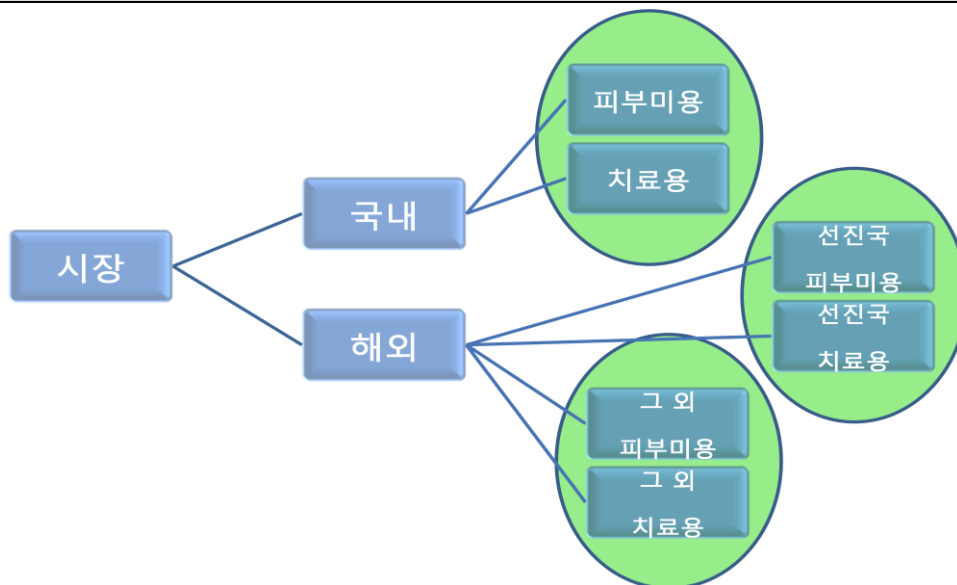 피부미용
치료용
국내
시장
선진국
피부미용
선진국
치료용
해외
그 외
피부미용
그 외
치료용